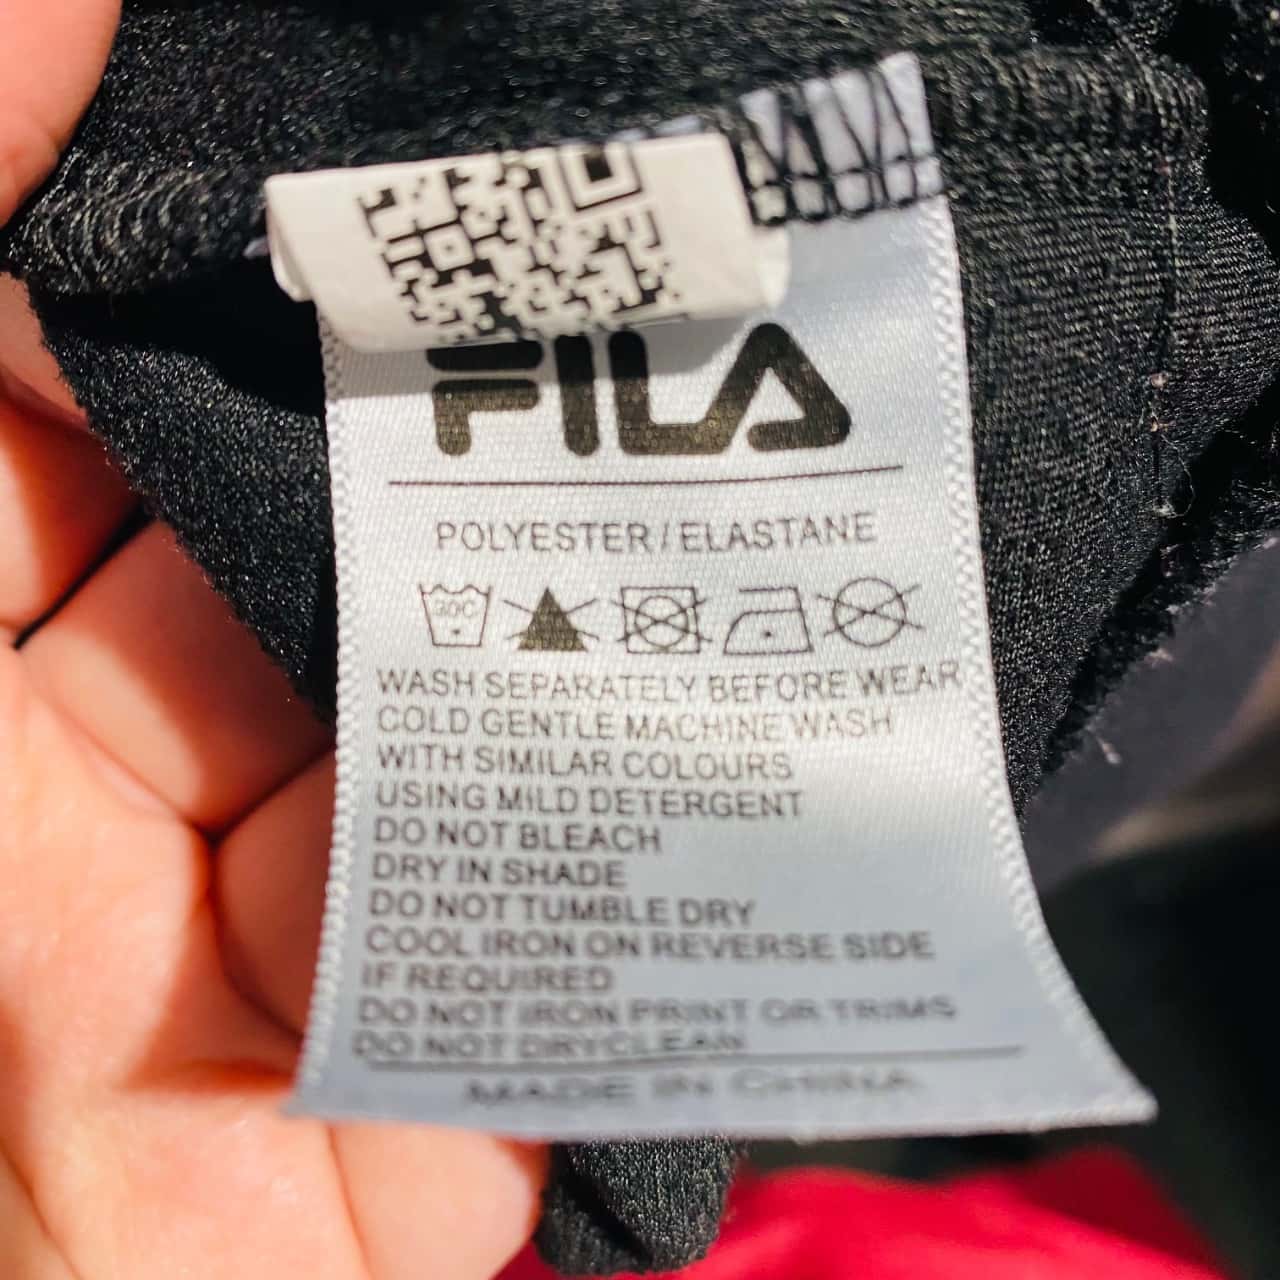 FILA
POLYESTER / ELASTANE
30C
WASH SEPARATELY BEFORE WEAR
COLD GENTLE MACHINE WASH
WITH SIMILAR COLOURS
USING MILD DETERGENT
DO NOT BLEACH
DRY IN SHADE
DO NOT TUMBLE DRY
COOL IRON ON REVERSE SIDE
IF REQUIRED
DO NOT IRON PRINT OR TRIMS
DO NOT DRYCLEAN
MADE IN CHINA